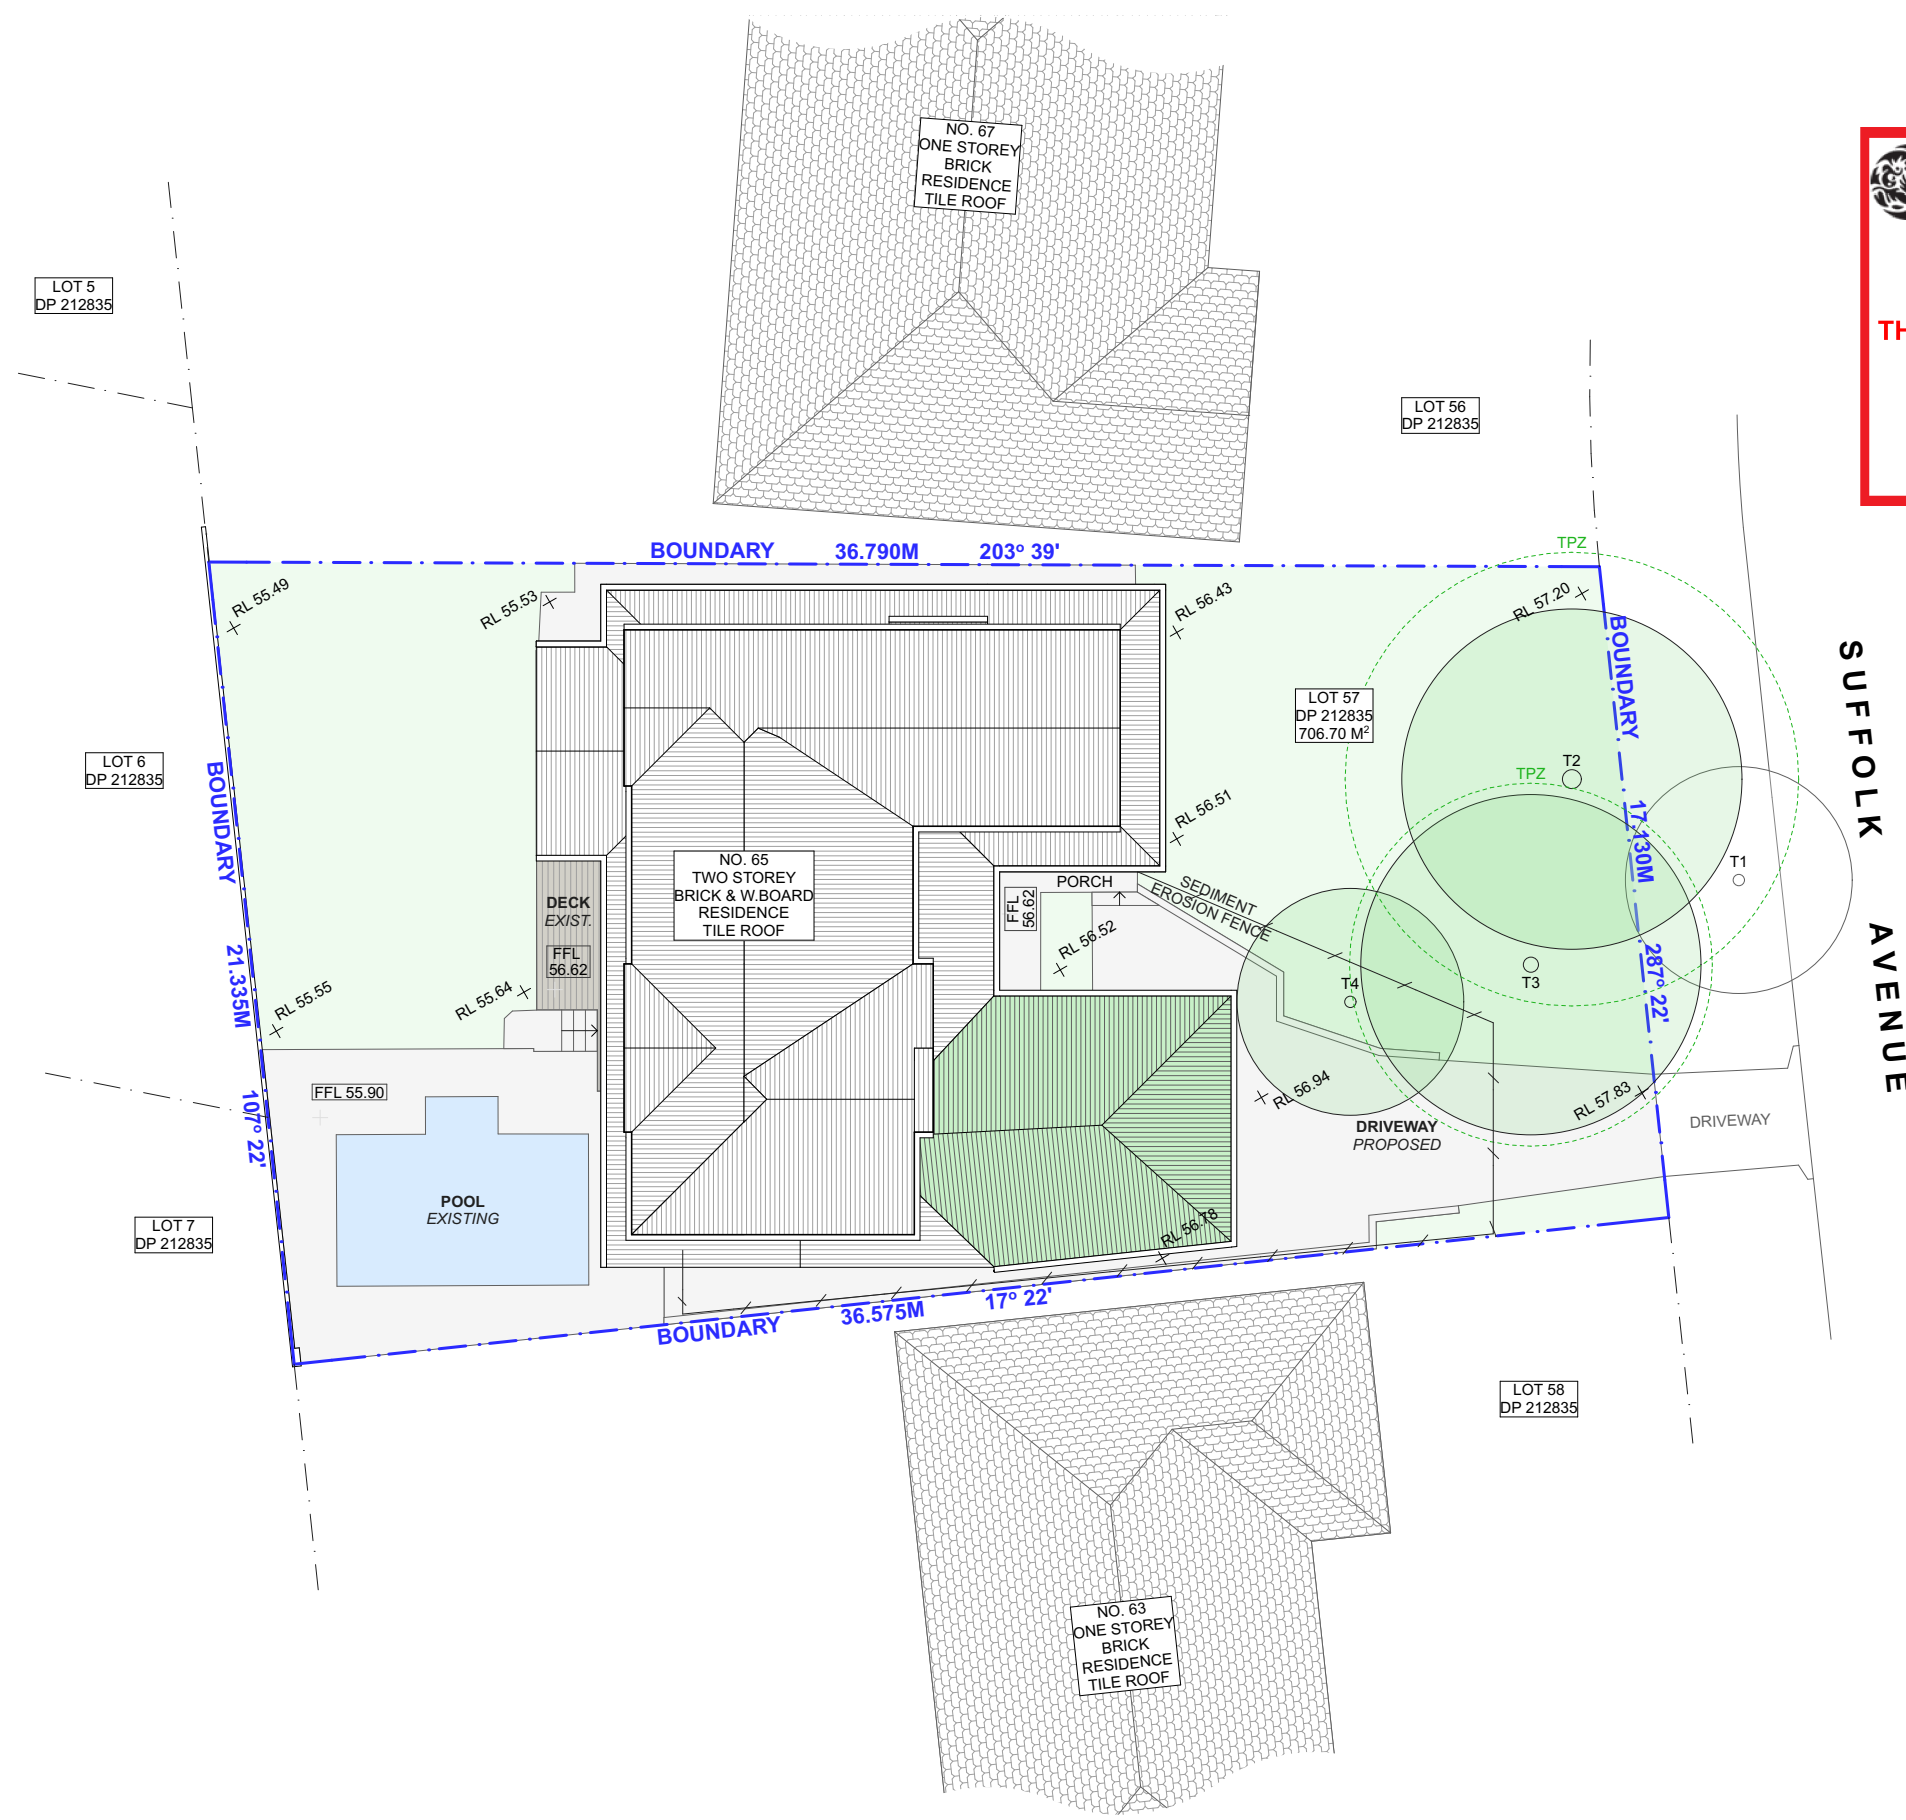 NO. 67
ONE STOREY
BRICK
RESIDENCE
TILE ROOF
LOT 5
DP 212835
TH
LOT 56
DP 212835
BOUNDARY 36.790M 203° 39'
TPZ
RL 55.49
RL 55.53
RL 56.43
RL 57.20
BOUNDARY
SUFFOLK AVENUE
LOT 57
DP 212835
706.70 M²
LOT 6
DP 212835
BOUNDARY
T2
TPZ
RL 56.51
17.130M
T1
NO. 65
TWO STOREY
BRICK & W.BOARD
RESIDENCE
TILE ROOF
PORCH
SEDIMENT
EROSION FENCE
FFL
56.62
DECK
EXIST.
FFL
56.62
RL 56.52
21.335M
RL 55.55
RL 55.64
T4
T3
287° 22'
FFL 55.90
107° 22'
RL 56.94
RL 57.83
DRIVEWAY
PROPOSED
DRIVEWAY
POOL
EXISTING
LOT 7
DP 212835
RL 56.78
BOUNDARY 36.575M 17° 22'
LOT 58
DP 212835
NO. 63
ONE STOREY
BRICK
RESIDENCE
TILE ROOF